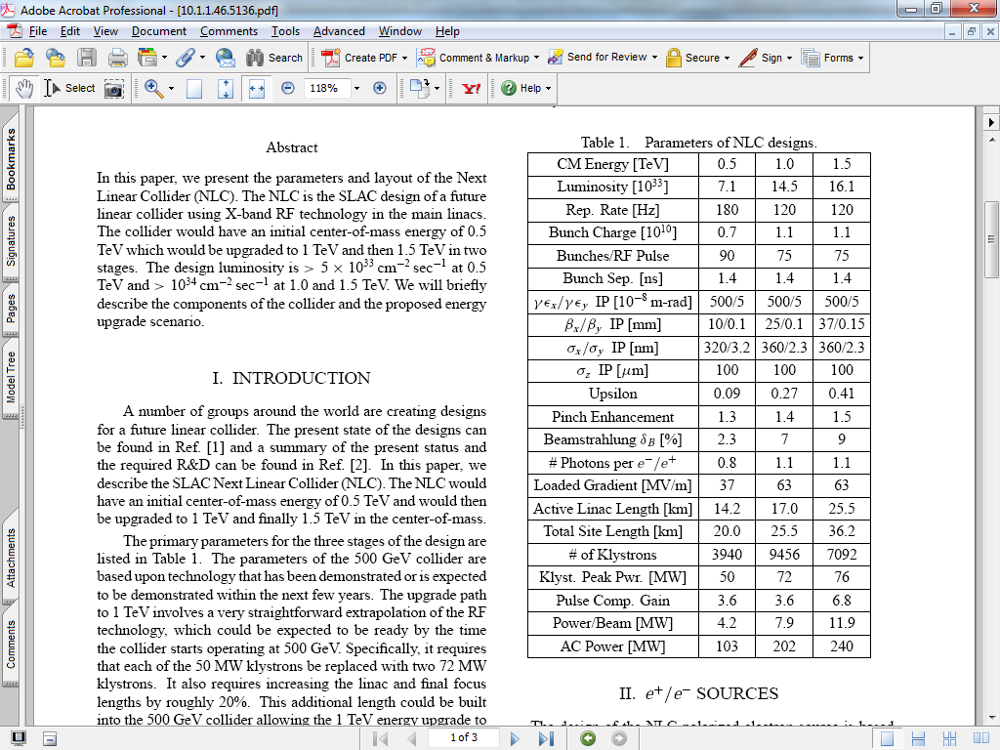 Adobe Acrobat Professional - [10.1.1.46.5136.pdf]
File Edit View Document Comments Tools Advanced Window Help
Search Create PDF Comment & Markup Send for Review Secure Sign Forms
Select 118% Y! Help
Bookmarks
Signatures
Pages
Model Tree
Attachments
Comments
Abstract
In this paper, we present the parameters and layout of the Next
Linear Collider (NLC). The NLC is the SLAC design of a future
linear collider using X-band RF technology in the main linacs.
The collider would have an initial center-of-mass energy of 0.5
TeV which would be upgraded to 1 TeV and then 1.5 TeV in two
stages. The design luminosity is > 5 × 10³³ cm⁻² sec⁻¹ at 0.5
TeV and > 10³⁴ cm⁻² sec⁻¹ at 1.0 and 1.5 TeV. We will briefly
describe the components of the collider and the proposed energy
upgrade scenario.
I. INTRODUCTION
A number of groups around the world are creating designs
for a future linear collider. The present state of the designs can
be found in Ref. [1] and a summary of the present status and
the required R&D can be found in Ref. [2]. In this paper, we
describe the SLAC Next Linear Collider (NLC). The NLC would
have an initial center-of-mass energy of 0.5 TeV and would then
be upgraded to 1 TeV and finally 1.5 TeV in the center-of-mass.
The primary parameters for the three stages of the design are
listed in Table 1. The parameters of the 500 GeV collider are
based upon technology that has been demonstrated or is expected
to be demonstrated within the next few years. The upgrade path
to 1 TeV involves a very straightforward extrapolation of the RF
technology, which could be expected to be ready by the time
the collider starts operating at 500 GeV. Specifically, it requires
that each of the 50 MW klystrons be replaced with two 72 MW
klystrons. It also requires increasing the linac and final focus
lengths by roughly 20%. This additional length could be built
into the 500 GeV collider allowing the 1 TeV energy upgrade to
Table 1. Parameters of NLC designs.
CM Energy [TeV] 0.5 1.0 1.5
Luminosity [10³³] 7.1 14.5 16.1
Rep. Rate [Hz] 180 120 120
Bunch Charge [10¹⁰] 0.7 1.1 1.1
Bunches/RF Pulse 90 75 75
Bunch Sep. [ns] 1.4 1.4 1.4
γϵₓ/γϵᵧ IP [10⁻⁸ m-rad] 500/5 500/5 500/5
βₓ/βᵧ IP [mm] 10/0.1 25/0.1 37/0.15
σₓ/σᵧ IP [nm] 320/3.2 360/2.3 360/2.3
σ_z IP [μm] 100 100 100
Upsilon 0.09 0.27 0.41
Pinch Enhancement 1.3 1.4 1.5
Beamstrahlung δ_B [%] 2.3 7 9
# Photons per e⁻/e⁺ 0.8 1.1 1.1
Loaded Gradient [MV/m] 37 63 63
Active Linac Length [km] 14.2 17.0 25.5
Total Site Length [km] 20.0 25.5 36.2
# of Klystrons 3940 9456 7092
Klyst. Peak Pwr. [MW] 50 72 76
Pulse Comp. Gain 3.6 3.6 6.8
Power/Beam [MW] 4.2 7.9 11.9
AC Power [MW] 103 202 240
II. e⁺/e⁻ SOURCES
The design of the NLC polarized electron source is based
1 of 3